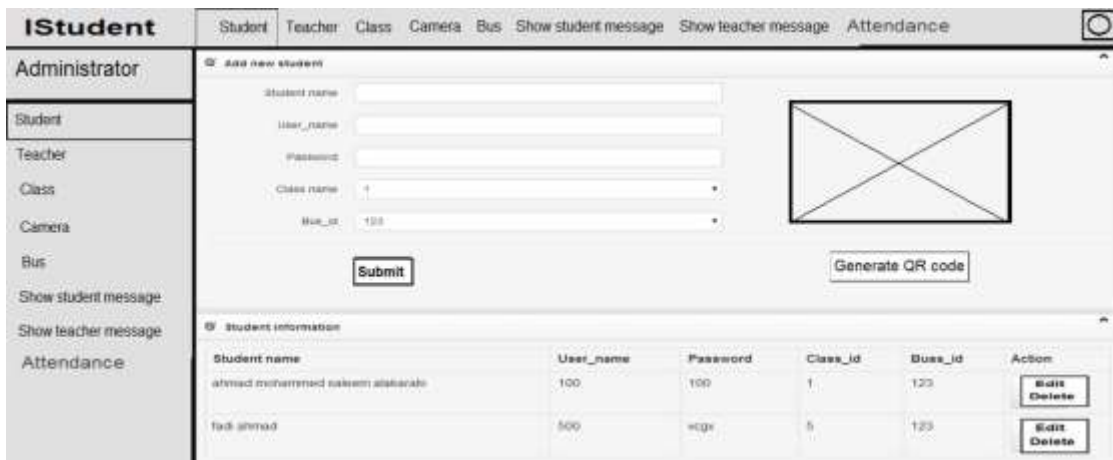 IStudent
Student Teacher Class Camera Bus Show student message Show teacher message Attendance
Administrator
Student
Teacher
Class
Camera
Bus
Show student message
Show teacher message
Attendance
Add new student
Student name
User_name
Password
Class name 1
Bus_id 123
Submit
Generate QR code
Student information
Student name User_name Password Class_id Buss_id Action
ahmad mohammed naleem 100 100 1 123 Edit
Delete
fadi ahmad 500 vcgv 5 123 Edit
Delete